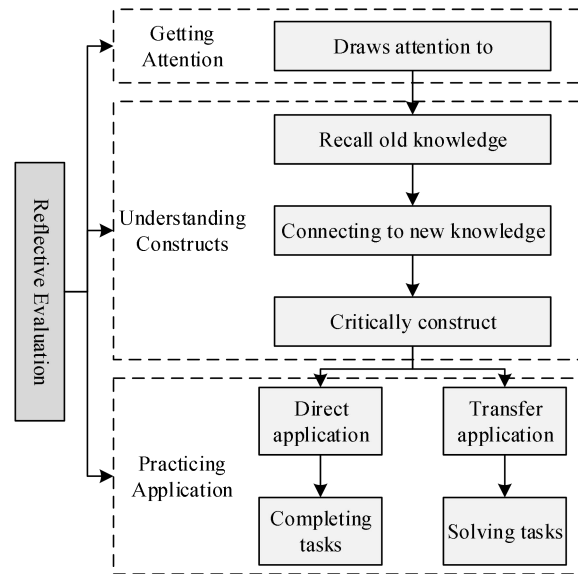 Getting
Attention
Draws attention to
Recall old knowledge
Reflective Evaluation
Understanding
Constructs
Connecting to new knowledge
Critically construct
Direct
application
Transfer
application
Practicing
Application
Completing
tasks
Solving tasks